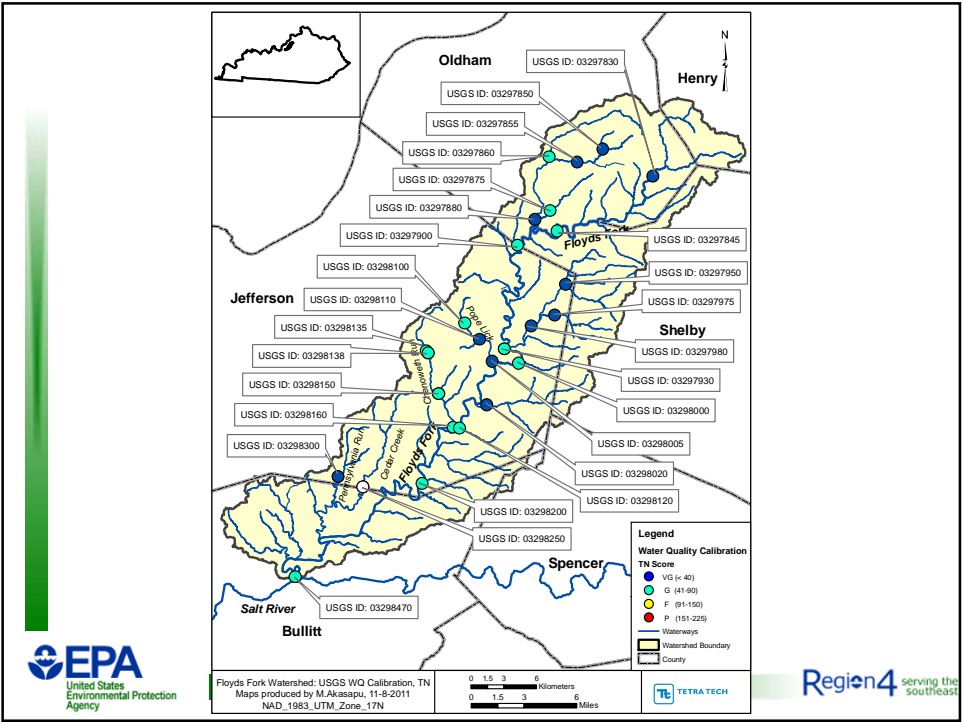 N
Oldham
Henry
USGS ID: 03297830
USGS ID: 03297850
USGS ID: 03297855
USGS ID: 03297860
USGS ID: 03297875
USGS ID: 03297880
USGS ID: 03297900
Floyds Fork
USGS ID: 03297845
USGS ID: 03298100
USGS ID: 03297950
Jefferson
USGS ID: 03298110
USGS ID: 03297975
Pope Lick
USGS ID: 03298135
Shelby
USGS ID: 03298138
USGS ID: 03297980
Chenoweth Run
USGS ID: 03298150
USGS ID: 03297930
USGS ID: 03298160
USGS ID: 03298000
USGS ID: 03298300
Pennsylvania Run
Cedar Creek
Floyds Fork
USGS ID: 03298005
USGS ID: 03298020
USGS ID: 03298120
USGS ID: 03298200
USGS ID: 03298250
Spencer
Salt River
USGS ID: 03298470
Bullitt
Legend
Water Quality Calibration
TN Score
VG (< 40)
G (41-90)
F (91-150)
P (151-225)
Waterways
Watershed Boundary
County
EPA
United States
Environmental Protection
Agency
Floyds Fork Watershed: USGS WQ Calibration, TN
Maps produced by M.Akasapu, 11-8-2011
NAD_1983_UTM_Zone_17N
0 1.5 3 6
Kilometers
0 1.5 3 6
Miles
Tt TETRA TECH
Region4 serving the
southeast